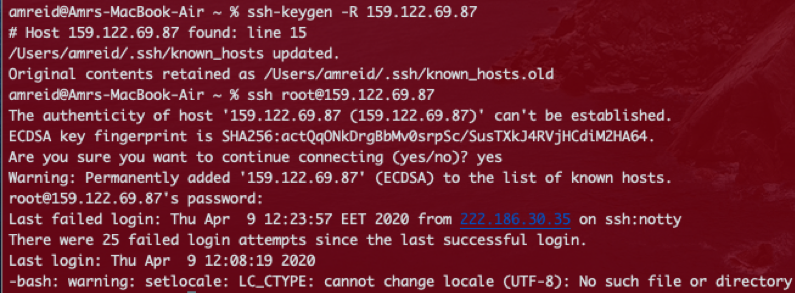 amreid@Amrs-MacBook-Air ~ % ssh-keygen -R 159.122.69.87
# Host 159.122.69.87 found: line 15
/Users/amreid/.ssh/known_hosts updated.
Original contents retained as /Users/amreid/.ssh/known_hosts.old
amreid@Amrs-MacBook-Air ~ % ssh root@159.122.69.87
The authenticity of host '159.122.69.87 (159.122.69.87)' can't be established.
ECDSA key fingerprint is SHA256:actQqONkDrgBbMv0srpSc/SusTXkJ4RVjHCdiM2HA64.
Are you sure you want to continue connecting (yes/no)? yes
Warning: Permanently added '159.122.69.87' (ECDSA) to the list of known hosts.
root@159.122.69.87's password:
Last failed login: Thu Apr  9 12:23:57 EET 2020 from 222.186.30.35 on ssh:notty
There were 25 failed login attempts since the last successful login.
Last login: Thu Apr  9 12:08:19 2020
-bash: warning: setlocale: LC_CTYPE: cannot change locale (UTF-8): No such file or directory